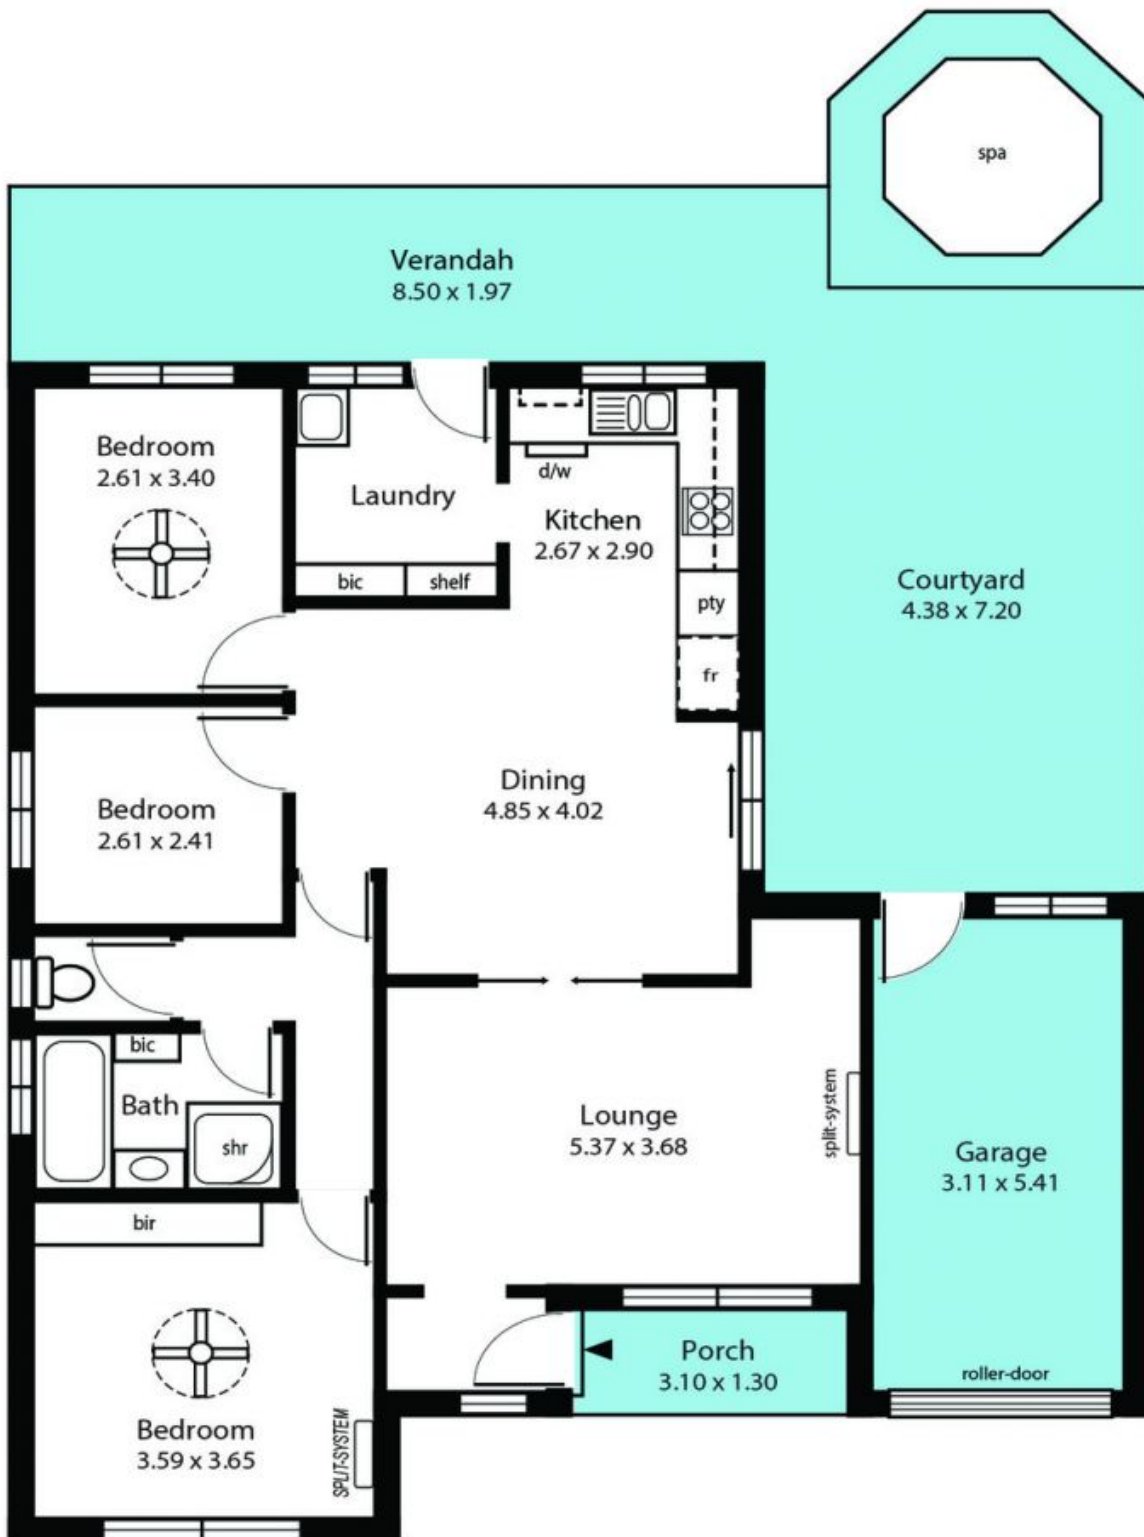 spa
Verandah
8.50 x 1.97
Bedroom
2.61 x 3.40
Laundry
d/w
Kitchen
2.67 x 2.90
bic
shelf
pty
fr
Courtyard
4.38 x 7.20
Bedroom
2.61 x 2.41
Dining
4.85 x 4.02
bic
Bath
shr
Lounge
5.37 x 3.68
split-system
Garage
3.11 x 5.41
bir
Porch
3.10 x 1.30
roller-door
Bedroom
3.59 x 3.65
SPLIT-SYSTEM